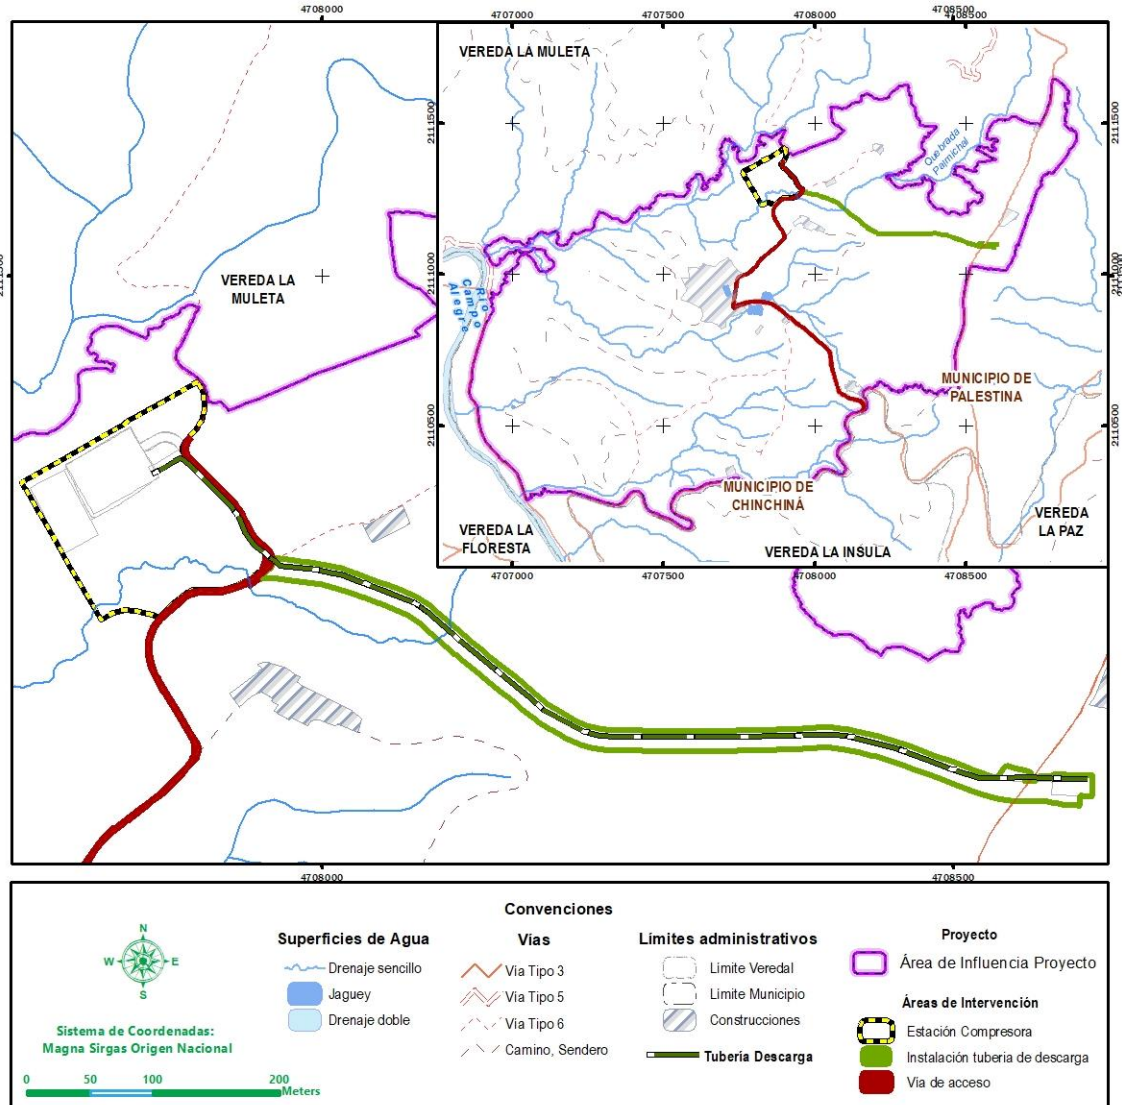 4708000
4707000
4707500
4708000
4708500
VEREDA LA MULETA
2111500
2111500
Quebrada
Palmichal
VEREDA LA
MULETA
2111000
2111000
Río
Campo
Alegre
MUNICIPIO DE
PALESTINA
2110500
2110500
MUNICIPIO DE
CHINCHINÁ
VEREDA
LA PAZ
VEREDA LA
FLORESTA
VEREDA LA INSULA
4707000
4707500
4708000
4708500
4708000
4708500
Convenciones
Superficies de Agua
Drenaje sencillo
Jaguey
Drenaje doble
Vías
Vía Tipo 3
Vía Tipo 5
Vía Tipo 6
Camino, Sendero
Límites administrativos
Limite Veredal
Limite Municipio
Construcciones
Tubería Descarga
Proyecto
Área de Influencia Proyecto
Áreas de Intervención
Estación Compresora
Instalación tuberia de descarga
Via de acceso
N
W
E
S
Sistema de Coordenadas:
Magna Sirgas Origen Nacional
0 50 100 200
Meters